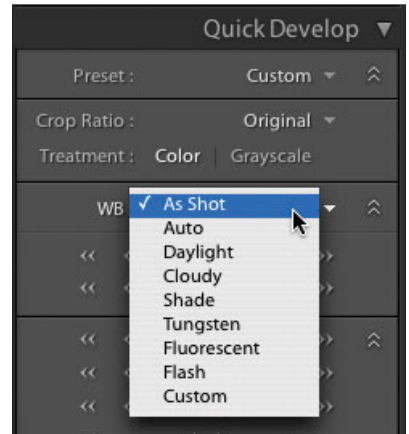 Quick Develop
Preset : Custom
Crop Ratio : Original
Treatment : Color Grayscale
WB ✓ As Shot
Auto
Daylight
Cloudy
Shade
Tungsten
Fluorescent
Flash
Custom